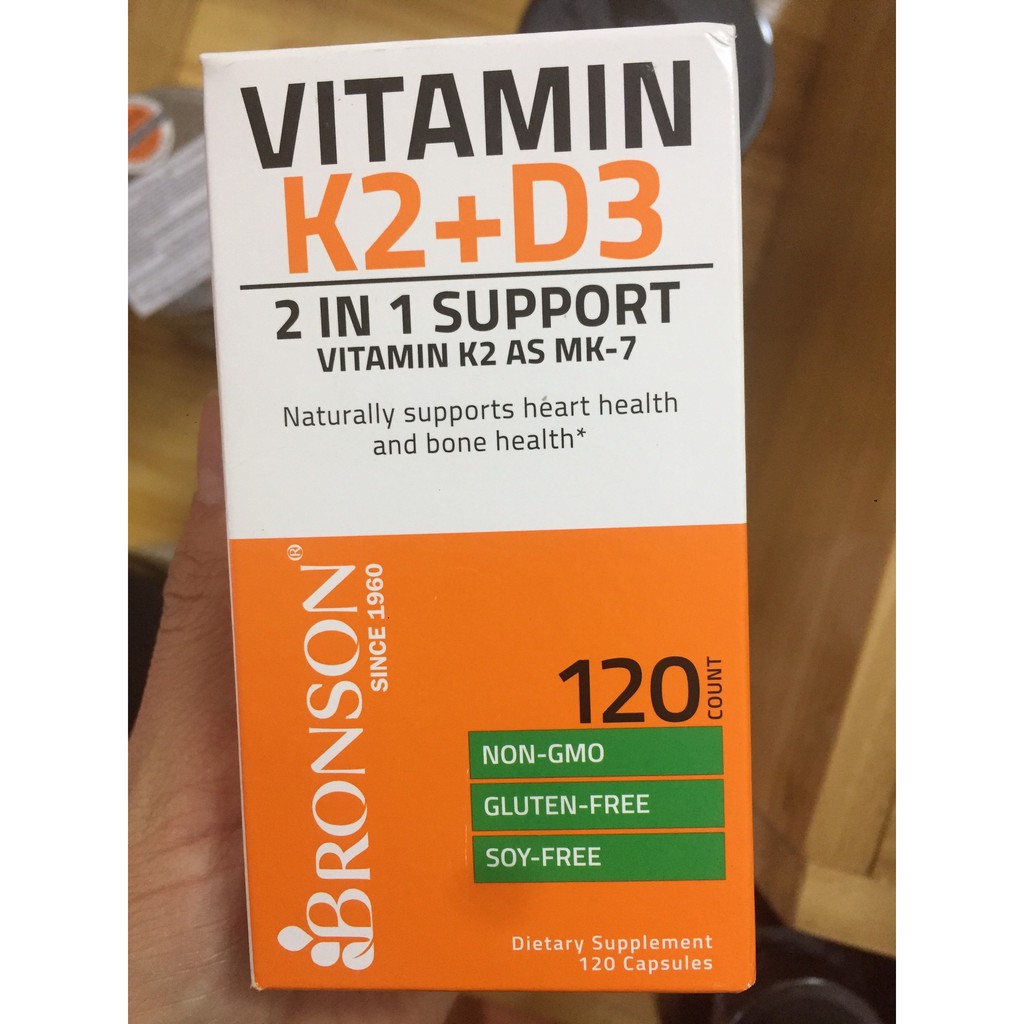 VITAMIN
K2+D3
2 IN 1 SUPPORT
VITAMIN K2 AS MK-7
Naturally supports heart health
and bone health*
BRONSON®
SINCE 1960
120 COUNT
NON-GMO
GLUTEN-FREE
SOY-FREE
Dietary Supplement
120 Capsules